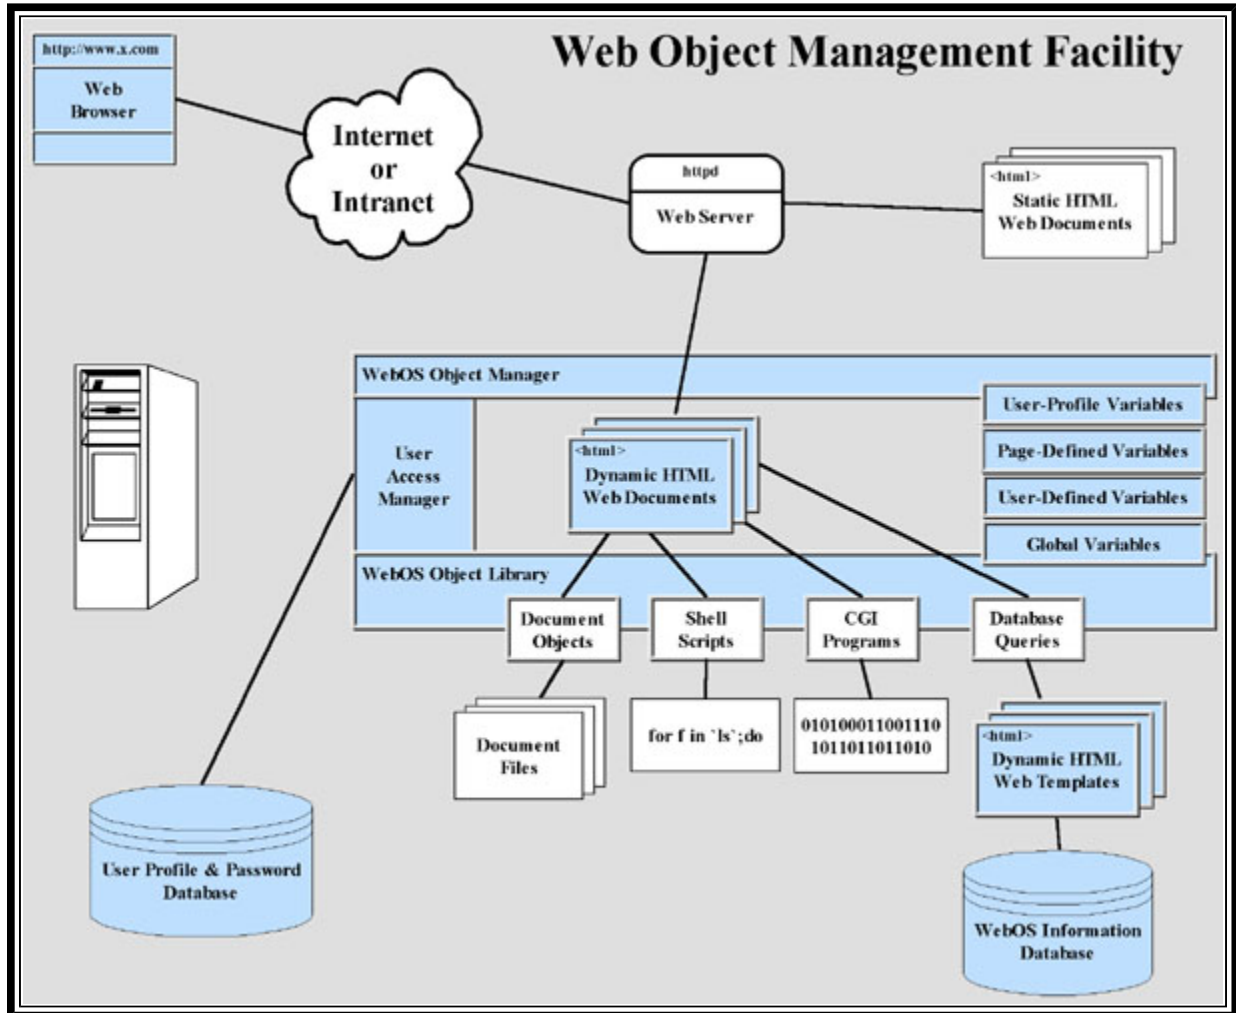 Web Object Management Facility
http://www.x.com
Web
Browser
Internet
or
Intranet
httpd
Web Server
<html>
Static HTML
Web Documents
WebOS Object Manager
User
Access
Manager
<html>
Dynamic HTML
Web Documents
User-Profile Variables
Page-Defined Variables
User-Defined Variables
Global Variables
WebOS Object Library
Document
Objects
Shell
Scripts
CGI
Programs
Database
Queries
Document
Files
for f in `ls`;do
010100011001110
1011011011010
<html>
Dynamic HTML
Web Templates
User Profile & Password
Database
WebOS Information
Database